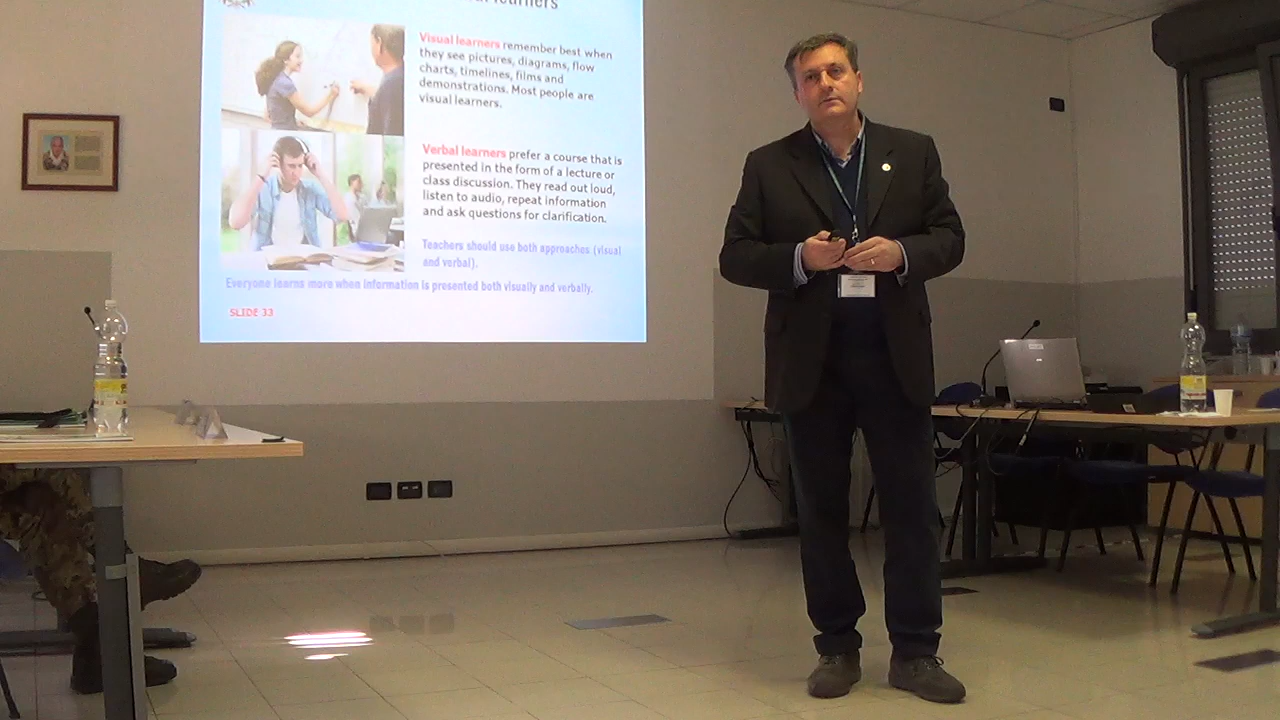 learners
Visual learners remember best when
they see pictures, diagrams, flow
charts, timelines, films and
demonstrations. Most people are
visual learners.
Verbal learners prefer a course that is
presented in the form of a lecture or
class discussion. They read out loud,
listen to audio, repeat information
and ask questions for clarification.
Teachers should use both approaches (visual
and verbal).
Everyone learns more when information is presented both visually and verbally.
SLIDE 33